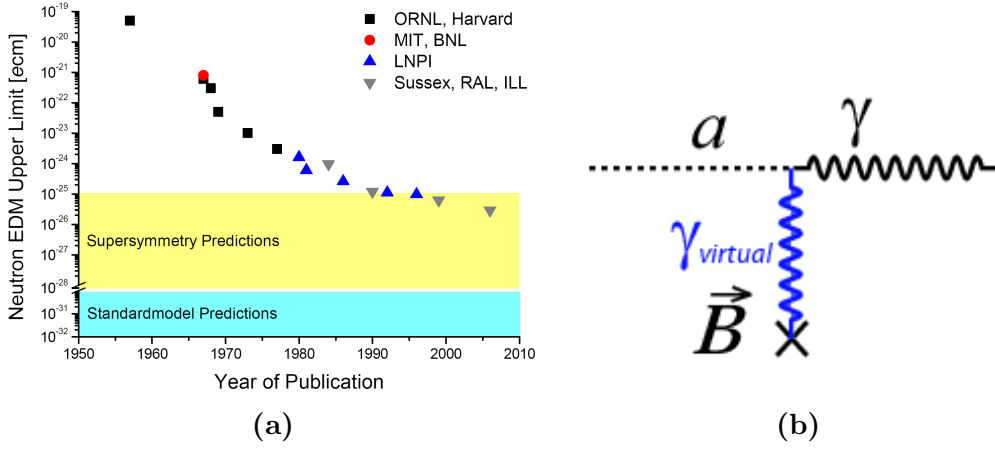 10⁻¹⁹
10⁻²⁰
10⁻²¹
10⁻²²
10⁻²³
10⁻²⁴
10⁻²⁵
10⁻²⁶
10⁻²⁷
10⁻²⁸
10⁻³¹
10⁻³²
Neutron EDM Upper Limit [ecm]
ORNL, Harvard
MIT, BNL
LNPI
Sussex, RAL, ILL
Supersymmetry Predictions
Standardmodel Predictions
1950 1960 1970 1980 1990 2000 2010
Year of Publication
(a)
a
γ
γvirtual
B⃗
(b)